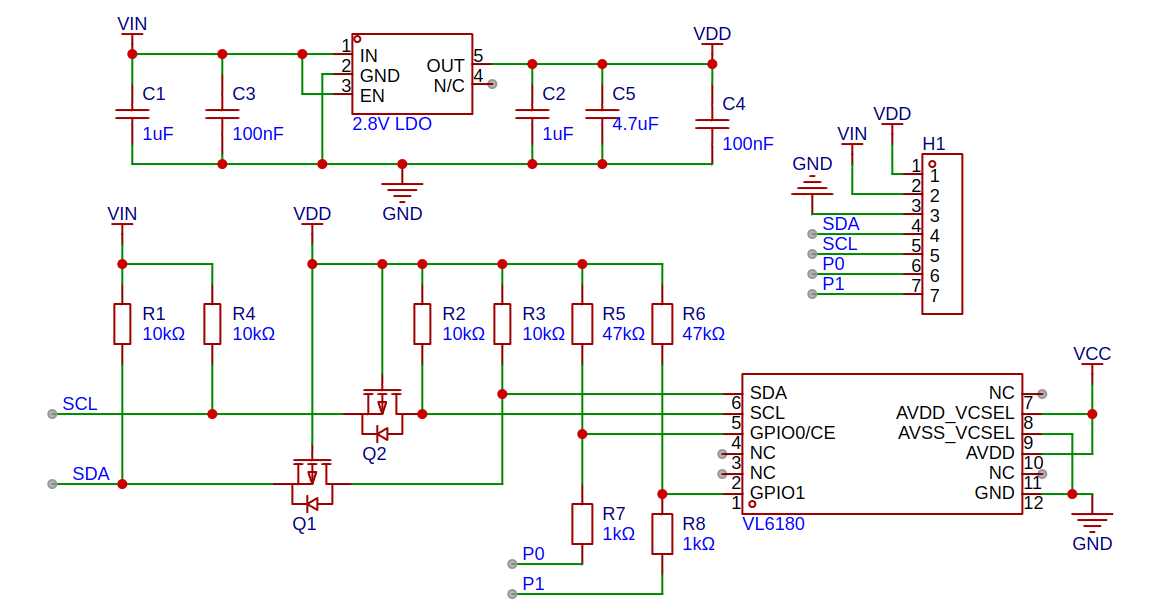 VIN
VDD
1 IN
2 GND
3 EN
OUT 5
N/C 4
2.8V LDO
C1
1uF
C3
100nF
C2
1uF
C5
4.7uF
C4
100nF
GND
VDD
VIN
GND
H1
1 1
2 2
3 3
SDA 4 4
SCL 5 5
P0 6 6
P1 7 7
VIN
VDD
R1
10kΩ
R4
10kΩ
R2
10kΩ
R3
10kΩ
R5
47kΩ
R6
47kΩ
SCL
SDA
Q2
Q1
R7
1kΩ
R8
1kΩ
P0
P1
VCC
6 SDA
5 SCL
4 GPIO0/CE
3 NC
2 NC
1 GPIO1
NC 7
AVDD_VCSEL 8
AVSS_VCSEL 9
AVDD 10
NC 11
GND 12
VL6180
GND